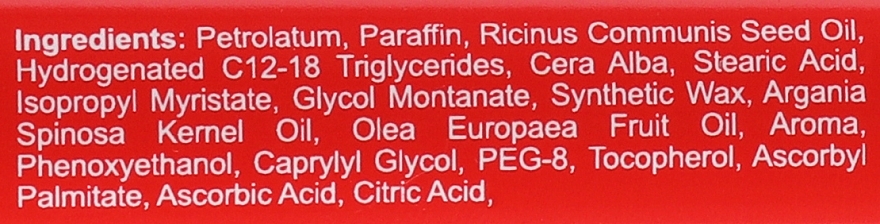 Ingredients: Petrolatum, Paraffin, Ricinus Communis Seed Oil,
Hydrogenated C12-18 Triglycerides, Cera Alba, Stearic Acid,
Isopropyl Myristate, Glycol Montanate, Synthetic Wax, Argania
Spinosa Kernel Oil, Olea Europaea Fruit Oil, Aroma,
Phenoxyethanol, Caprylyl Glycol, PEG-8, Tocopherol, Ascorbyl
Palmitate, Ascorbic Acid, Citric Acid,